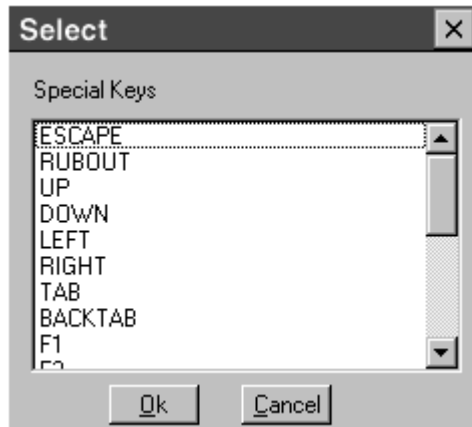 Select
Special Keys
ESCAPE
RUBOUT
UP
DOWN
LEFT
RIGHT
TAB
BACKTAB
F1
Ok
Cancel